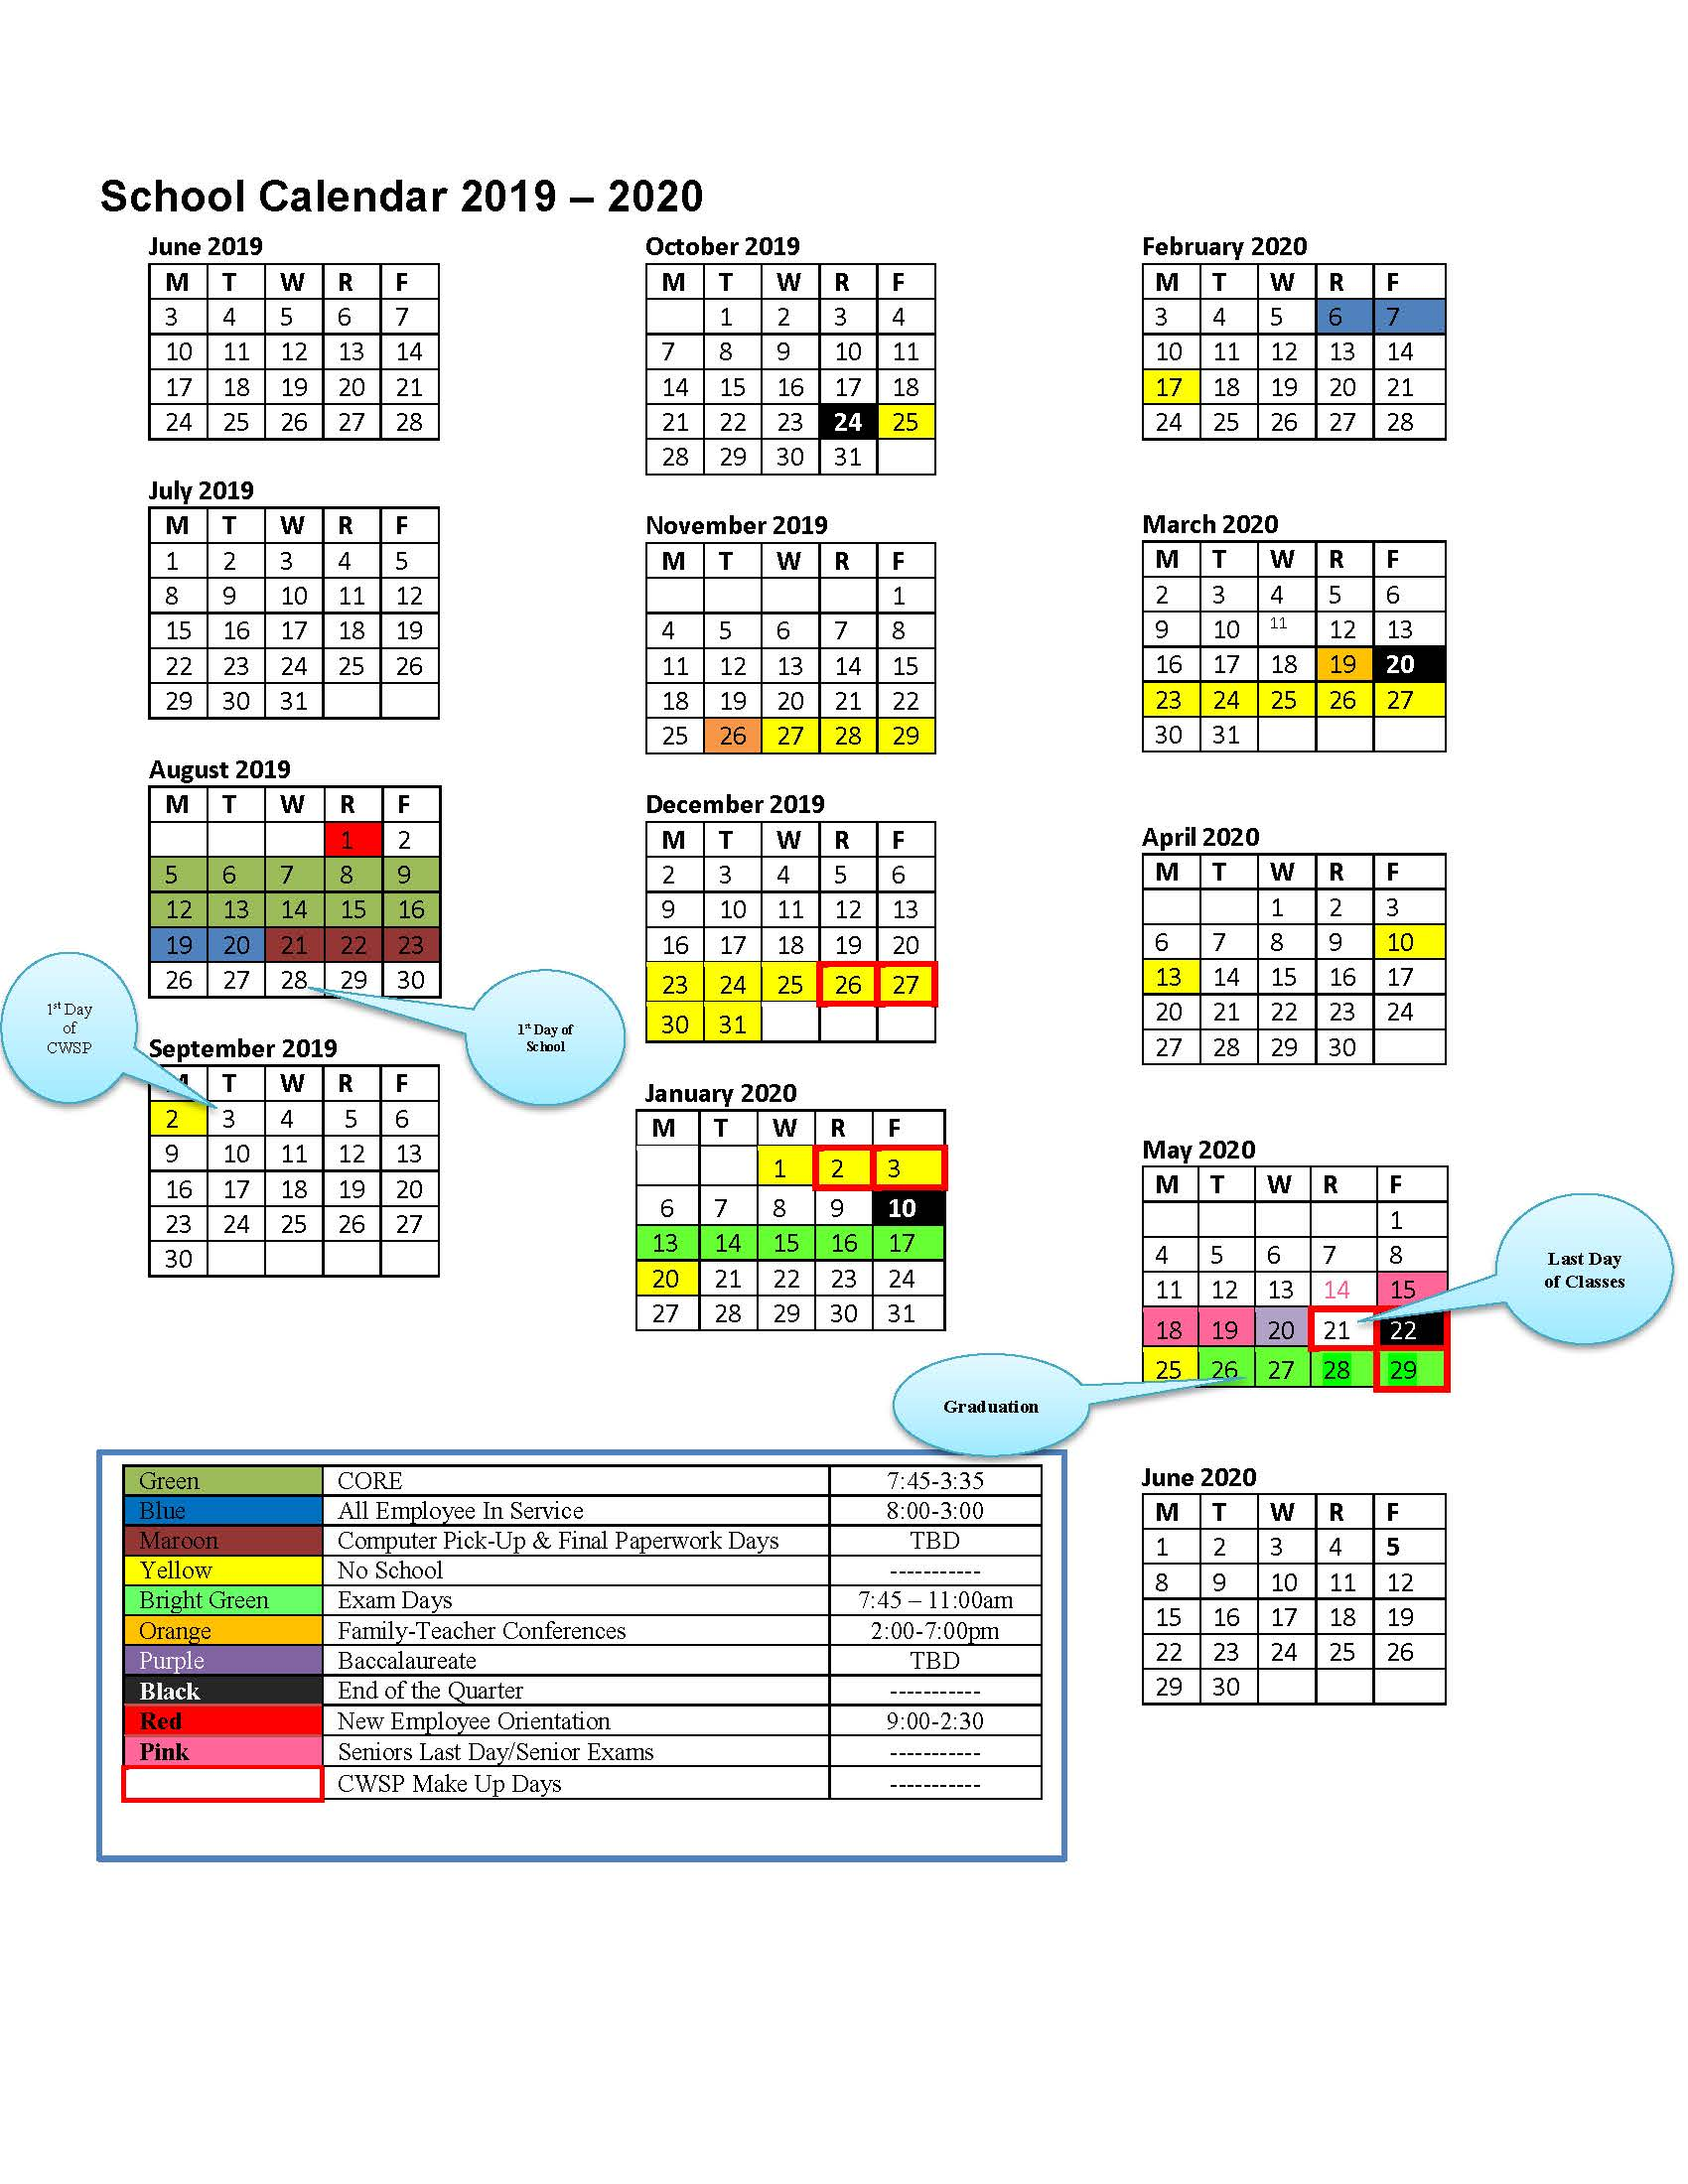 School Calendar 2019 – 2020
June 2019
M T W R F
3 4 5 6 7
10 11 12 13 14
17 18 19 20 21
24 25 26 27 28
July 2019
M T W R F
1 2 3 4 5
8 9 10 11 12
15 16 17 18 19
22 23 24 25 26
29 30 31
August 2019
M T W R F
1 2
5 6 7 8 9
12 13 14 15 16
19 20 21 22 23
26 27 28 29 30
1st Day
of
CWSP
1st Day of
School
September 2019
M T W R F
2 3 4 5 6
9 10 11 12 13
16 17 18 19 20
23 24 25 26 27
30
October 2019
M T W R F
1 2 3 4
7 8 9 10 11
14 15 16 17 18
21 22 23 24 25
28 29 30 31
November 2019
M T W R F
1
4 5 6 7 8
11 12 13 14 15
18 19 20 21 22
25 26 27 28 29
December 2019
M T W R F
2 3 4 5 6
9 10 11 12 13
16 17 18 19 20
23 24 25 26 27
30 31
January 2020
M T W R F
1 2 3
6 7 8 9 10
13 14 15 16 17
20 21 22 23 24
27 28 29 30 31
February 2020
M T W R F
3 4 5 6 7
10 11 12 13 14
17 18 19 20 21
24 25 26 27 28
March 2020
M T W R F
2 3 4 5 6
9 10 11 12 13
16 17 18 19 20
23 24 25 26 27
30 31
April 2020
M T W R F
1 2 3
6 7 8 9 10
13 14 15 16 17
20 21 22 23 24
27 28 29 30
May 2020
M T W R F
1
4 5 6 7 8
11 12 13 14 15
18 19 20 21 22
25 26 27 28 29
Last Day
of Classes
Graduation
June 2020
M T W R F
1 2 3 4 5
8 9 10 11 12
15 16 17 18 19
22 23 24 25 26
29 30
Green CORE 7:45-3:35
Blue All Employee In Service 8:00-3:00
Maroon Computer Pick-Up & Final Paperwork Days TBD
Yellow No School -----------
Bright Green Exam Days 7:45 – 11:00am
Orange Family-Teacher Conferences 2:00-7:00pm
Purple Baccalaureate TBD
Black End of the Quarter -----------
Red New Employee Orientation 9:00-2:30
Pink Seniors Last Day/Senior Exams -----------
CWSP Make Up Days -----------